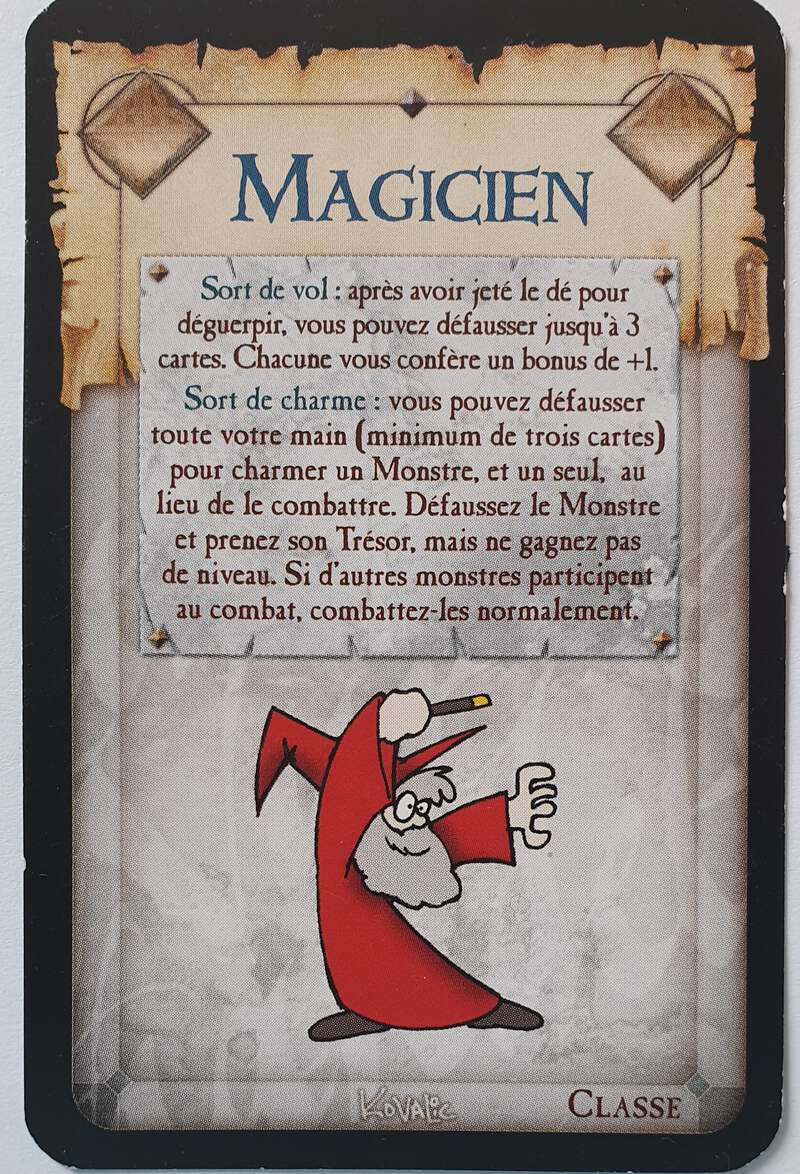 MAGICIEN
Sort de vol : après avoir jeté le dé pour
déguerpir, vous pouvez défausser jusqu'à 3
cartes. Chacune vous confère un bonus de +1.
Sort de charme : vous pouvez défausser
toute votre main (minimum de trois cartes)
pour charmer un Monstre, et un seul, au
lieu de le combattre. Défaussez le Monstre
et prenez son Trésor, mais ne gagnez pas
de niveau. Si d'autres monstres participent
au combat, combattez-les normalement.
KOVALIC
CLASSE